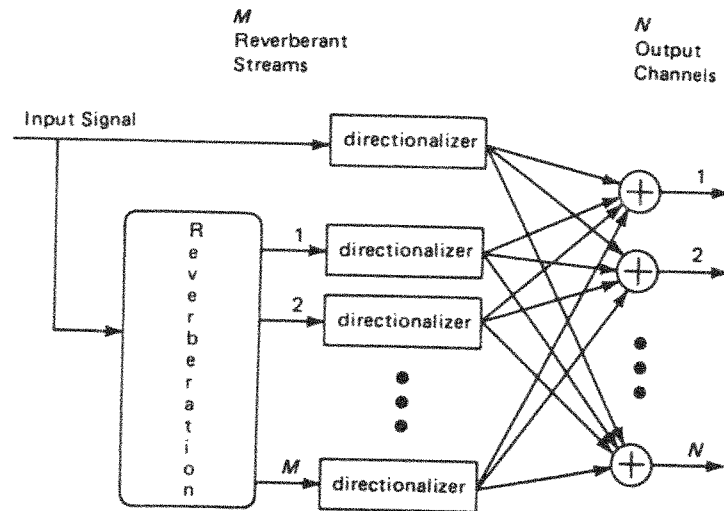 M
Reverberant
Streams
N
Output
Channels
Input Signal
directionalizer
1
Reverberation
1
directionalizer
2
2
directionalizer
M
directionalizer
N